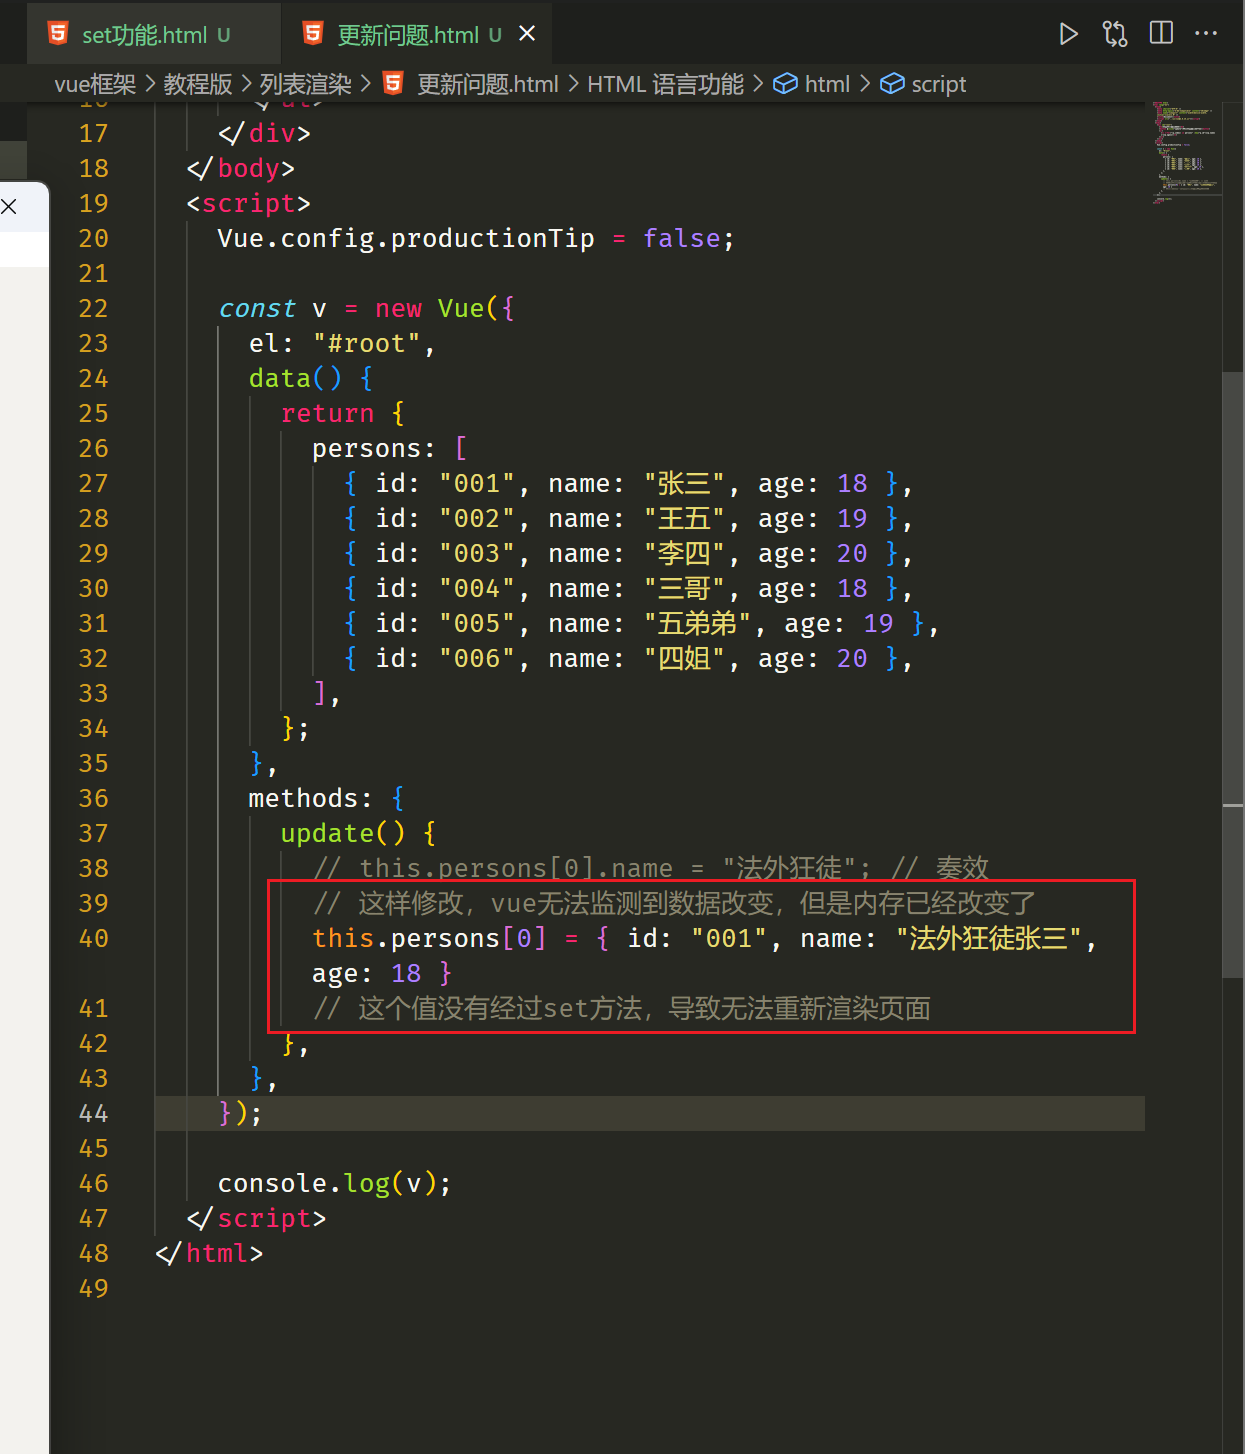 set功能.html U
更新问题.html U
vue框架 > 教程版 > 列表渲染 > 更新问题.html > HTML 语言功能 > html > script
16 </ul>
17 </div>
18 </body>
19 <script>
20 Vue.config.productionTip = false;
21
22 const v = new Vue({
23 el: "#root",
24 data() {
25 return {
26 persons: [
27 { id: "001", name: "张三", age: 18 },
28 { id: "002", name: "王五", age: 19 },
29 { id: "003", name: "李四", age: 20 },
30 { id: "004", name: "三哥", age: 18 },
31 { id: "005", name: "五弟弟", age: 19 },
32 { id: "006", name: "四姐", age: 20 },
33 ],
34 };
35 },
36 methods: {
37 update() {
38 // this.persons[0].name = "法外狂徒"; // 奏效
39 // 这样修改，vue无法监测到数据改变，但是内存已经改变了
40 this.persons[0] = { id: "001", name: "法外狂徒张三",
age: 18 }
41 // 这个值没有经过set方法，导致无法重新渲染页面
42 },
43 },
44 });
45
46 console.log(v);
47 </script>
48 </html>
49